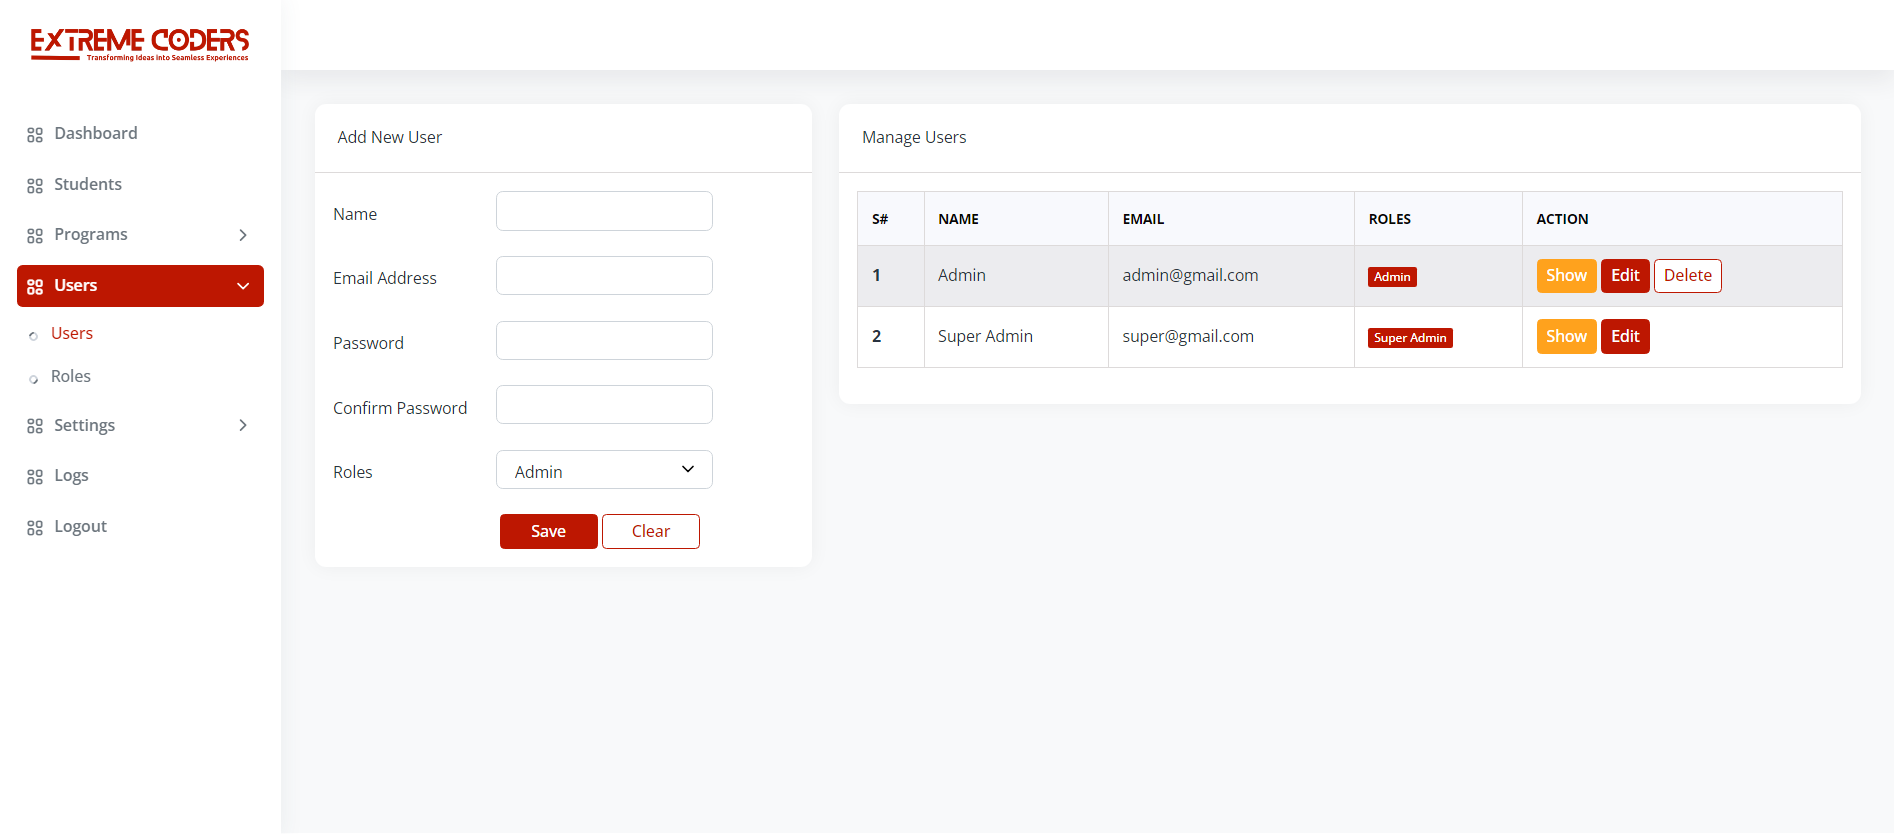 EXTREME CODERS
Transforming Ideas into Seamless Experiences
Dashboard
Students
Programs
Users
Users
Roles
Settings
Logs
Logout
Add New User
Name
Email Address
Password
Confirm Password
Roles
Admin
Save Clear
Manage Users
S# NAME EMAIL ROLES ACTION
1 Admin admin@gmail.com Admin Show Edit Delete
2 Super Admin super@gmail.com Super Admin Show Edit